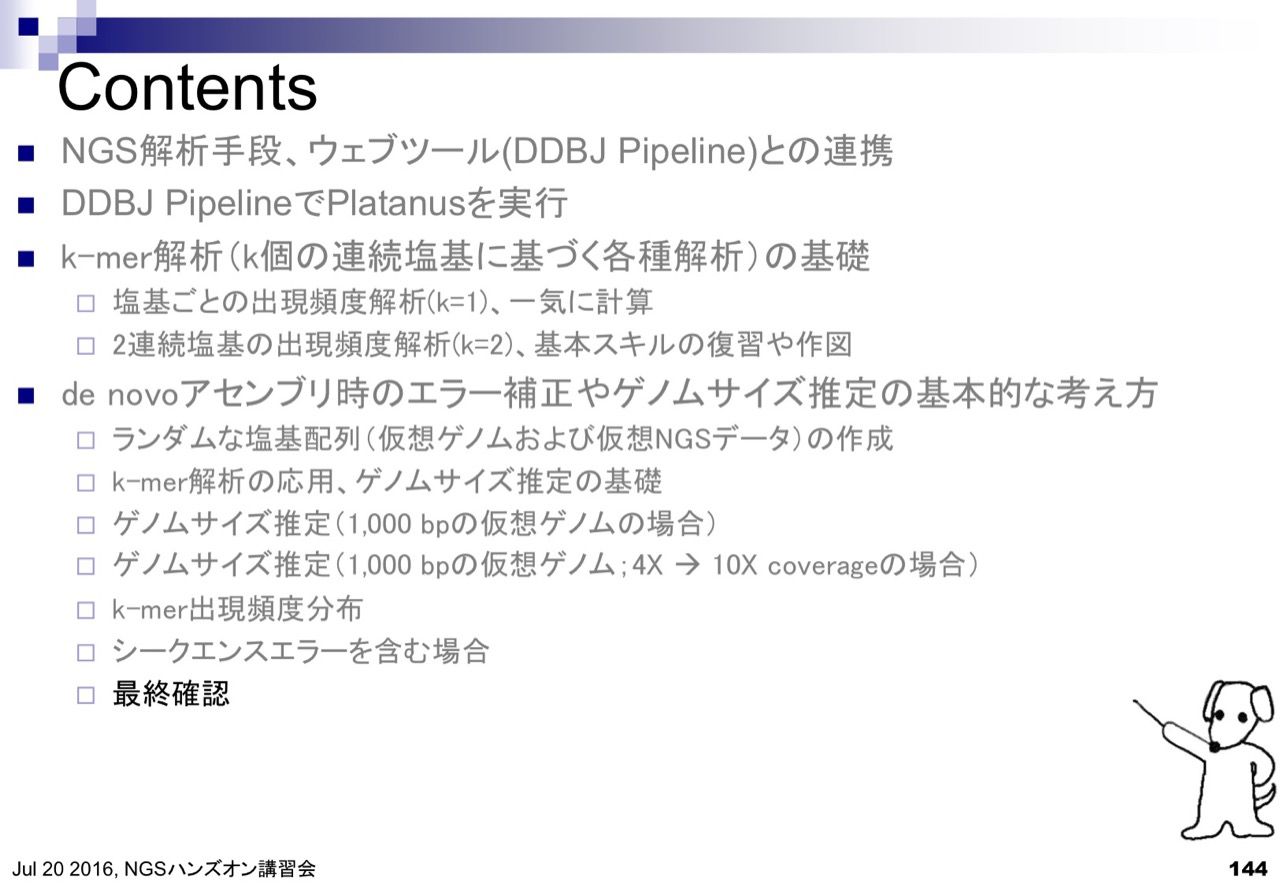 Contents
NGS解析手段、ウェブツール(DDBJ Pipeline)との連携
DDBJ PipelineでPlatanusを実行
k-mer解析（k個の連続塩基に基づく各種解析）の基礎
塩基ごとの出現頻度解析(k=1)、一気に計算
2連続塩基の出現頻度解析(k=2)、基本スキルの復習や作図
de novoアセンブリ時のエラー補正やゲノムサイズ推定の基本的な考え方
ランダムな塩基配列（仮想ゲノムおよび仮想NGSデータ）の作成
k-mer解析の応用、ゲノムサイズ推定の基礎
ゲノムサイズ推定（1,000 bpの仮想ゲノムの場合）
ゲノムサイズ推定（1,000 bpの仮想ゲノム；4X → 10X coverageの場合）
k-mer出現頻度分布
シークエンスエラーを含む場合
最終確認
Jul 20 2016, NGSハンズオン講習会
144